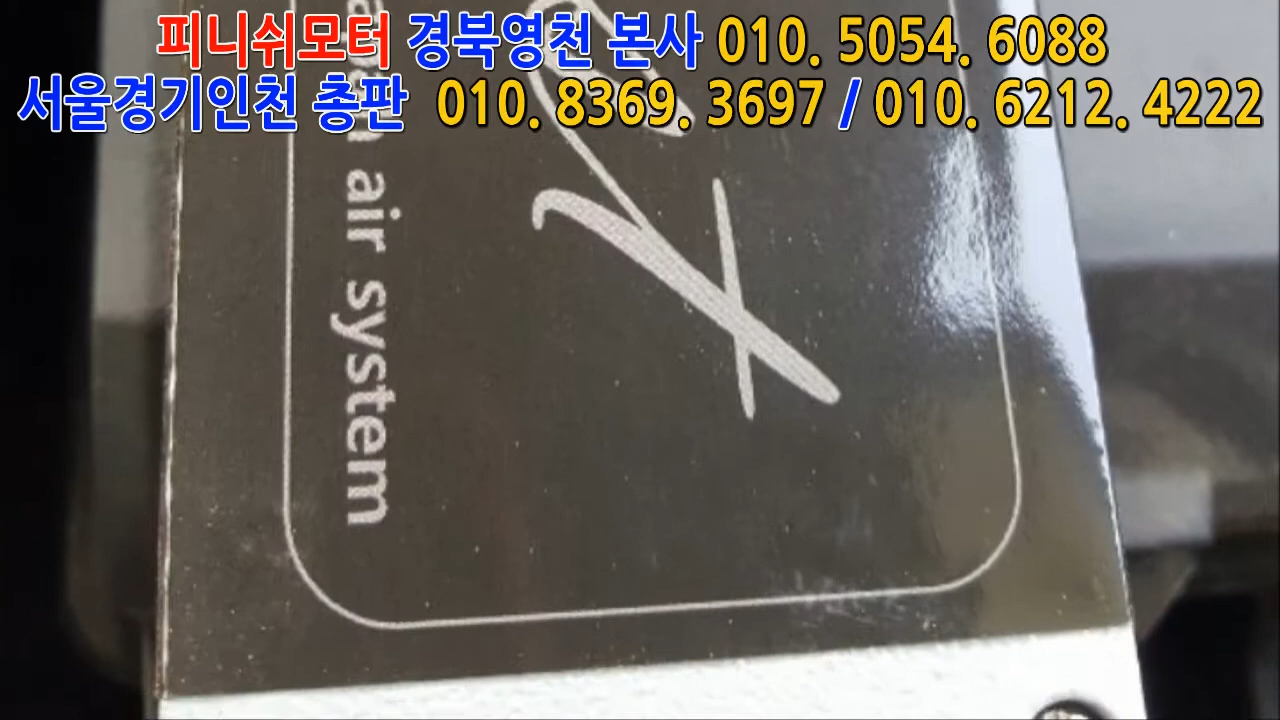 피니쉬모터 경북영천 본사 010. 5054. 6088
서울경기인천 총판 010. 8369. 3697 / 010. 6212. 4222
air system